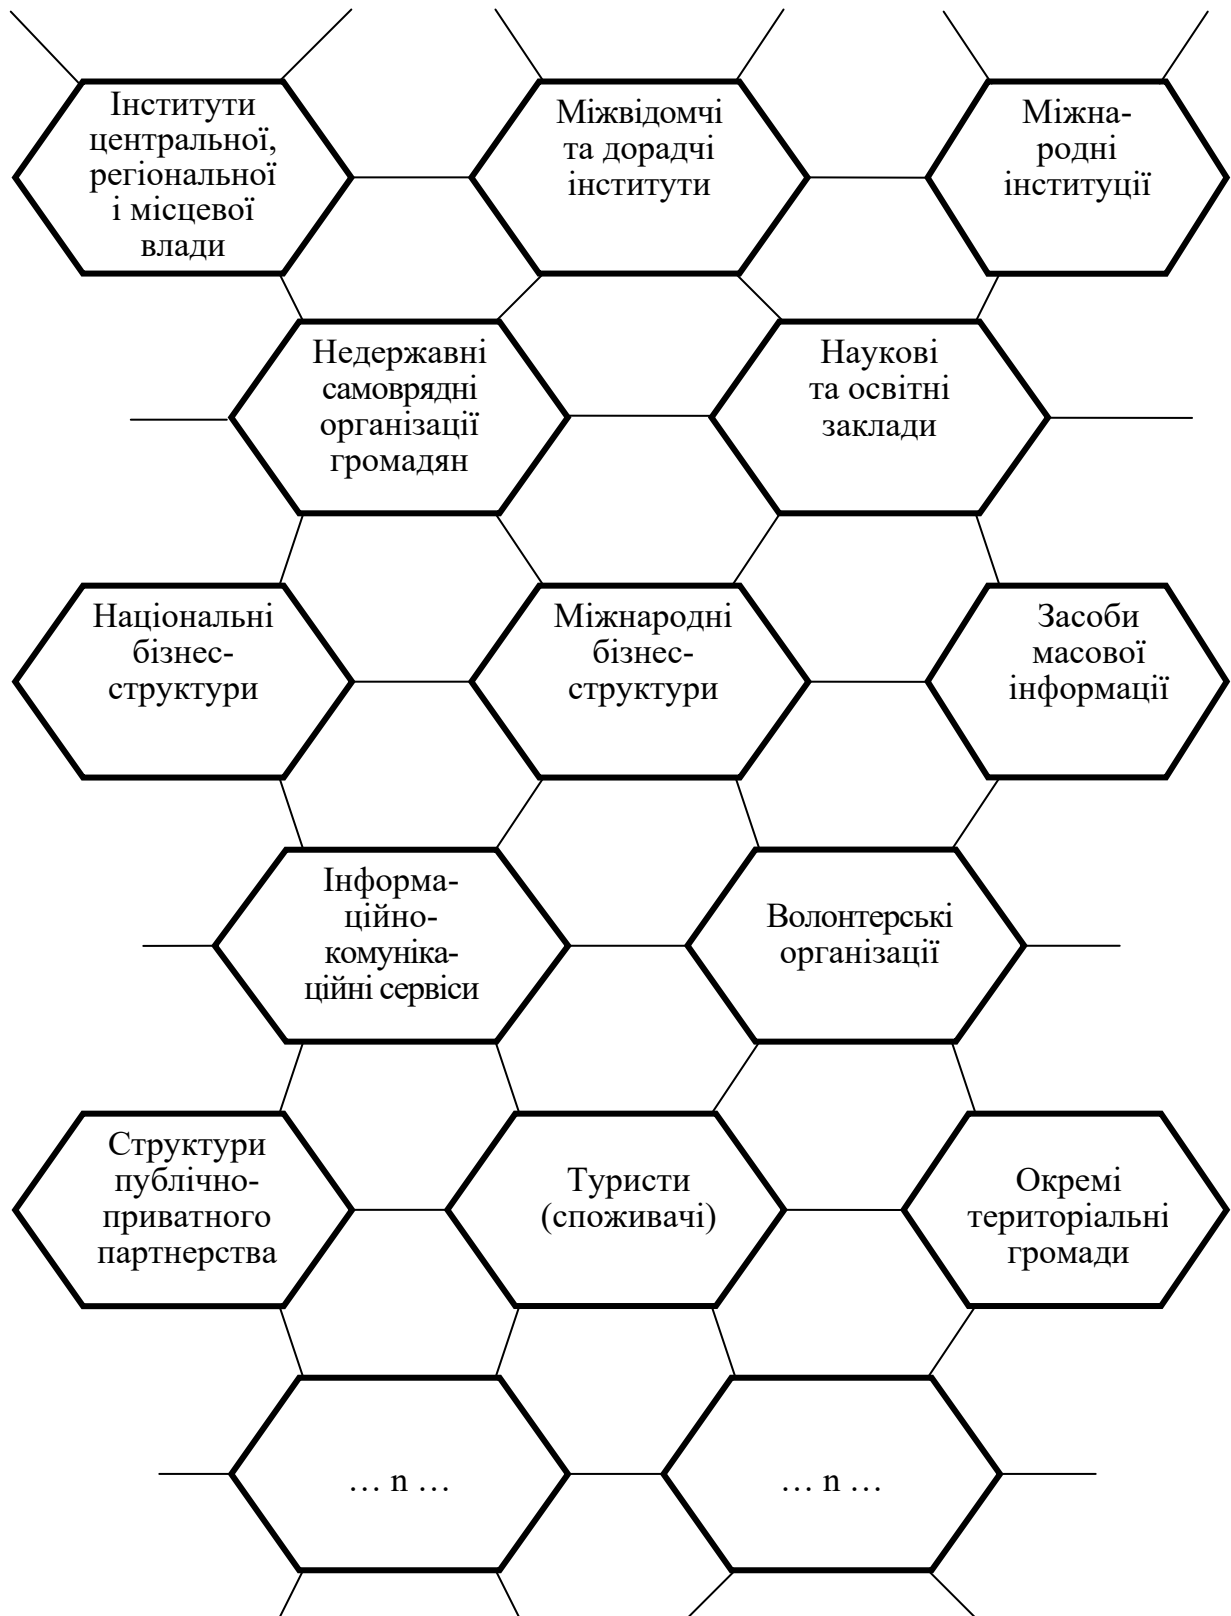 Інститути
центральної,
регіональної
і місцевої
влади
Міжвідомчі
та дорадчі
інститути
Міжна-
родні
інституції
Недержавні
самоврядні
організації
громадян
Наукові
та освітні
заклади
Національні
бізнес-
структури
Міжнародні
бізнес-
структури
Засоби
масової
інформації
Інформа-
ційно-
комуніка-
ційні сервіси
Волонтерські
організації
Структури
публічно-
приватного
партнерства
Туристи
(споживачі)
Окремі
територіальні
громади
… n …
… n …